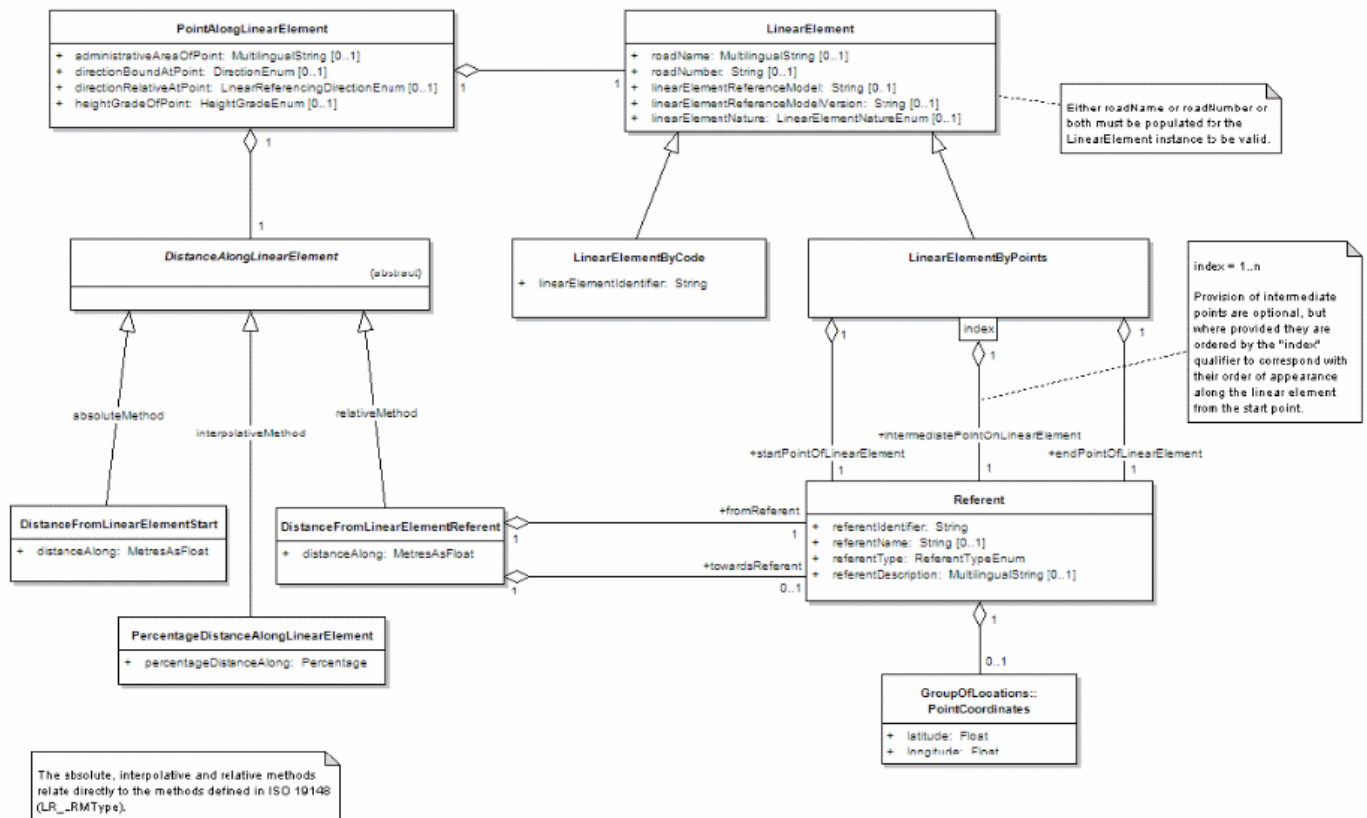 PointAlongLinearElement
+ administrativeAreaOfPoint: MultilingualString [0..1]
+ directionBoundAtPoint: DirectionEnum [0..1]
+ directionRelativeAtPoint: LinearReferencingDirectionEnum [0..1]
+ heightGradeOfPoint: HeightGradeEnum [0..1]
1
1
LinearElement
+ roadName: MultilingualString [0..1]
+ roadNumber: String [0..1]
+ linearElementReferenceModel: String [0..1]
+ linearElementReferenceModelVersion: String [0..1]
+ linearElementNature: LinearElementNatureEnum [0..1]
Either roadName or roadNumber or
both must be populated for the
LinearElement instance to be valid.
1
1
DistanceAlongLinearElement
{abstract}
LinearElementByCode
+ linearElementIdentifier: String
LinearElementByPoints
index
1
1
1
index = 1..n
Provision of intermediate
points are optional, but
where provided they are
ordered by the "index"
qualifier to correspond with
their order of appearance
along the linear element
from the start point.
absoluteMethod
interpolativeMethod
relativeMethod
+intermediatePointOnLinearElement
+startPointOfLinearElement
+endPointOfLinearElement
1
1
1
DistanceFromLinearElementStart
+ distanceAlong: MetresAsFloat
DistanceFromLinearElementReferent
+ distanceAlong: MetresAsFloat
+fromReferent
1
1
+towardsReferent
1
0..1
Referent
+ referentIdentifier: String
+ referentName: String [0..1]
+ referentType: ReferentTypeEnum
+ referentDescription: MultilingualString [0..1]
PercentageDistanceAlongLinearElement
+ percentageDistanceAlong: Percentage
1
0..1
GroupOfLocations::
PointCoordinates
+ latitude: Float
+ longitude: Float
The absolute, interpolative and relative methods
relate directly to the methods defined in ISO 19148
(LR_LRMType).